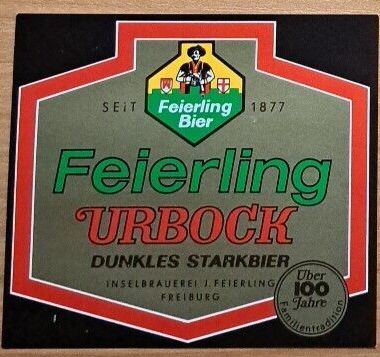 SEIT 1877
Feierling
Bier
Feierling
URBOCK
DUNKLES STARKBIER
INSELBRAUEREI J. FEIERLING
FREIBURG
Über
100
Jahre
Familientradition